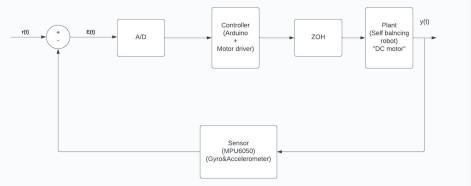 r(t)
+
-
E(t)
A/D
Controller
(Arduino
+
Motor driver)
ZOH
Plant
(Self balncing
robot)
"DC motor"
y(t)
Sensor
(MPU6050)
(Gyro&Accelerometer)